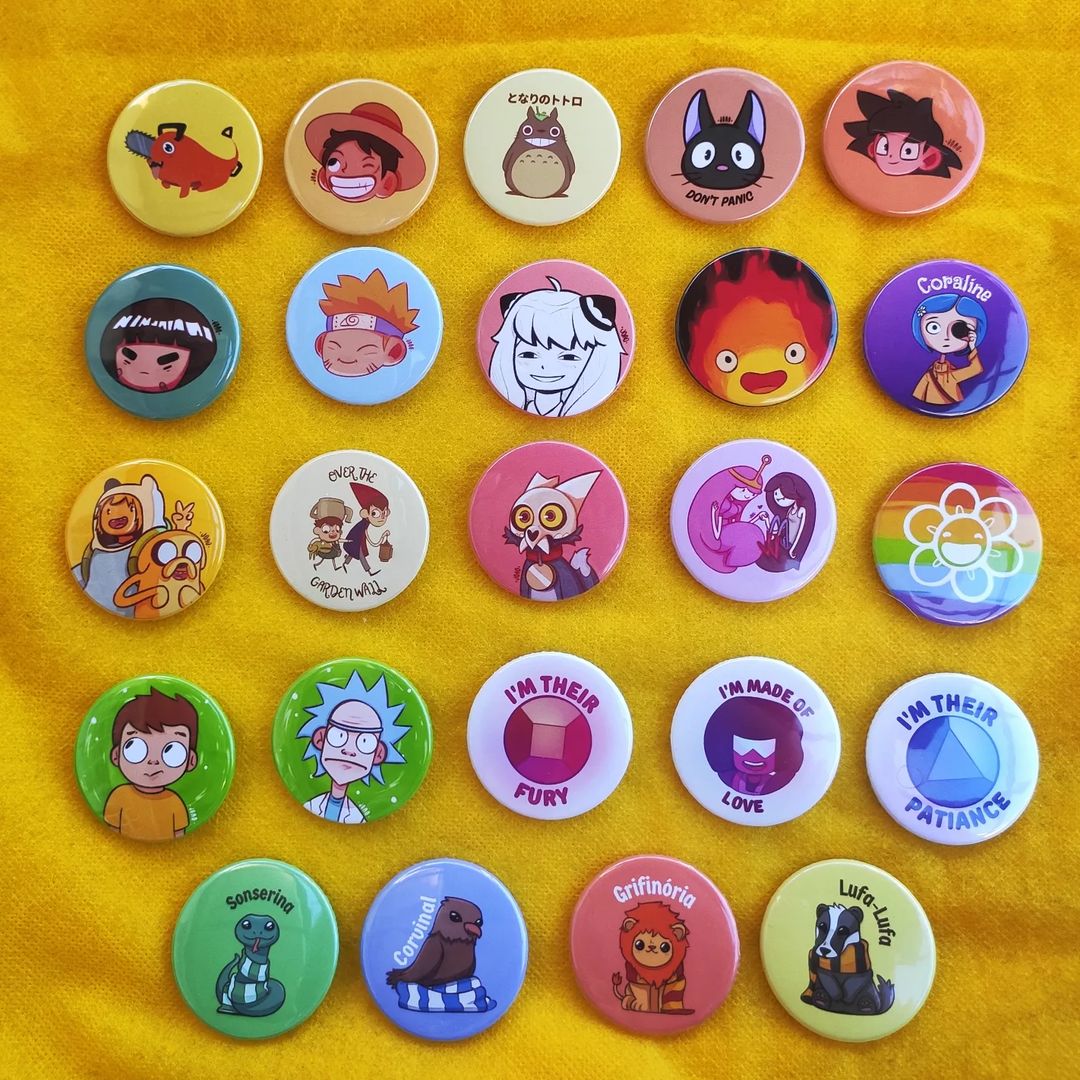 となりのトトロ
DON'T PANIC
Coraline
OVER THE
GARDEN WALL
I'M THEIR
FURY
I'M MADE OF
LOVE
I'M THEIR
PATIANCE
Sonserina
Corvinal
Grifinória
Lufa-Lufa